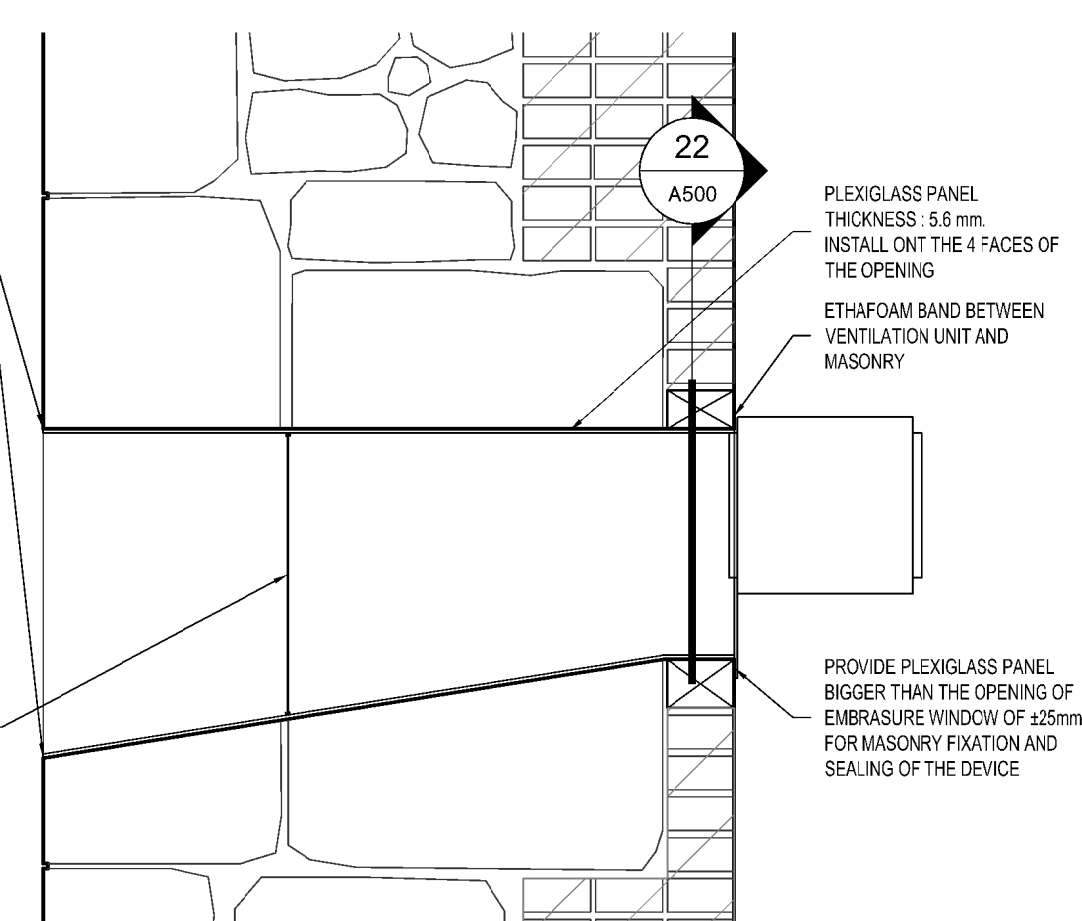 22
A500
PLEXIGLASS PANEL
THICKNESS : 5.6 mm.
INSTALL ONT THE 4 FACES OF
THE OPENING
ETHAFOAM BAND BETWEEN
VENTILATION UNIT AND
MASONRY
PROVIDE PLEXIGLASS PANEL
BIGGER THAN THE OPENING OF
EMBRASURE WINDOW OF ±25mm
FOR MASONRY FIXATION AND
SEALING OF THE DEVICE